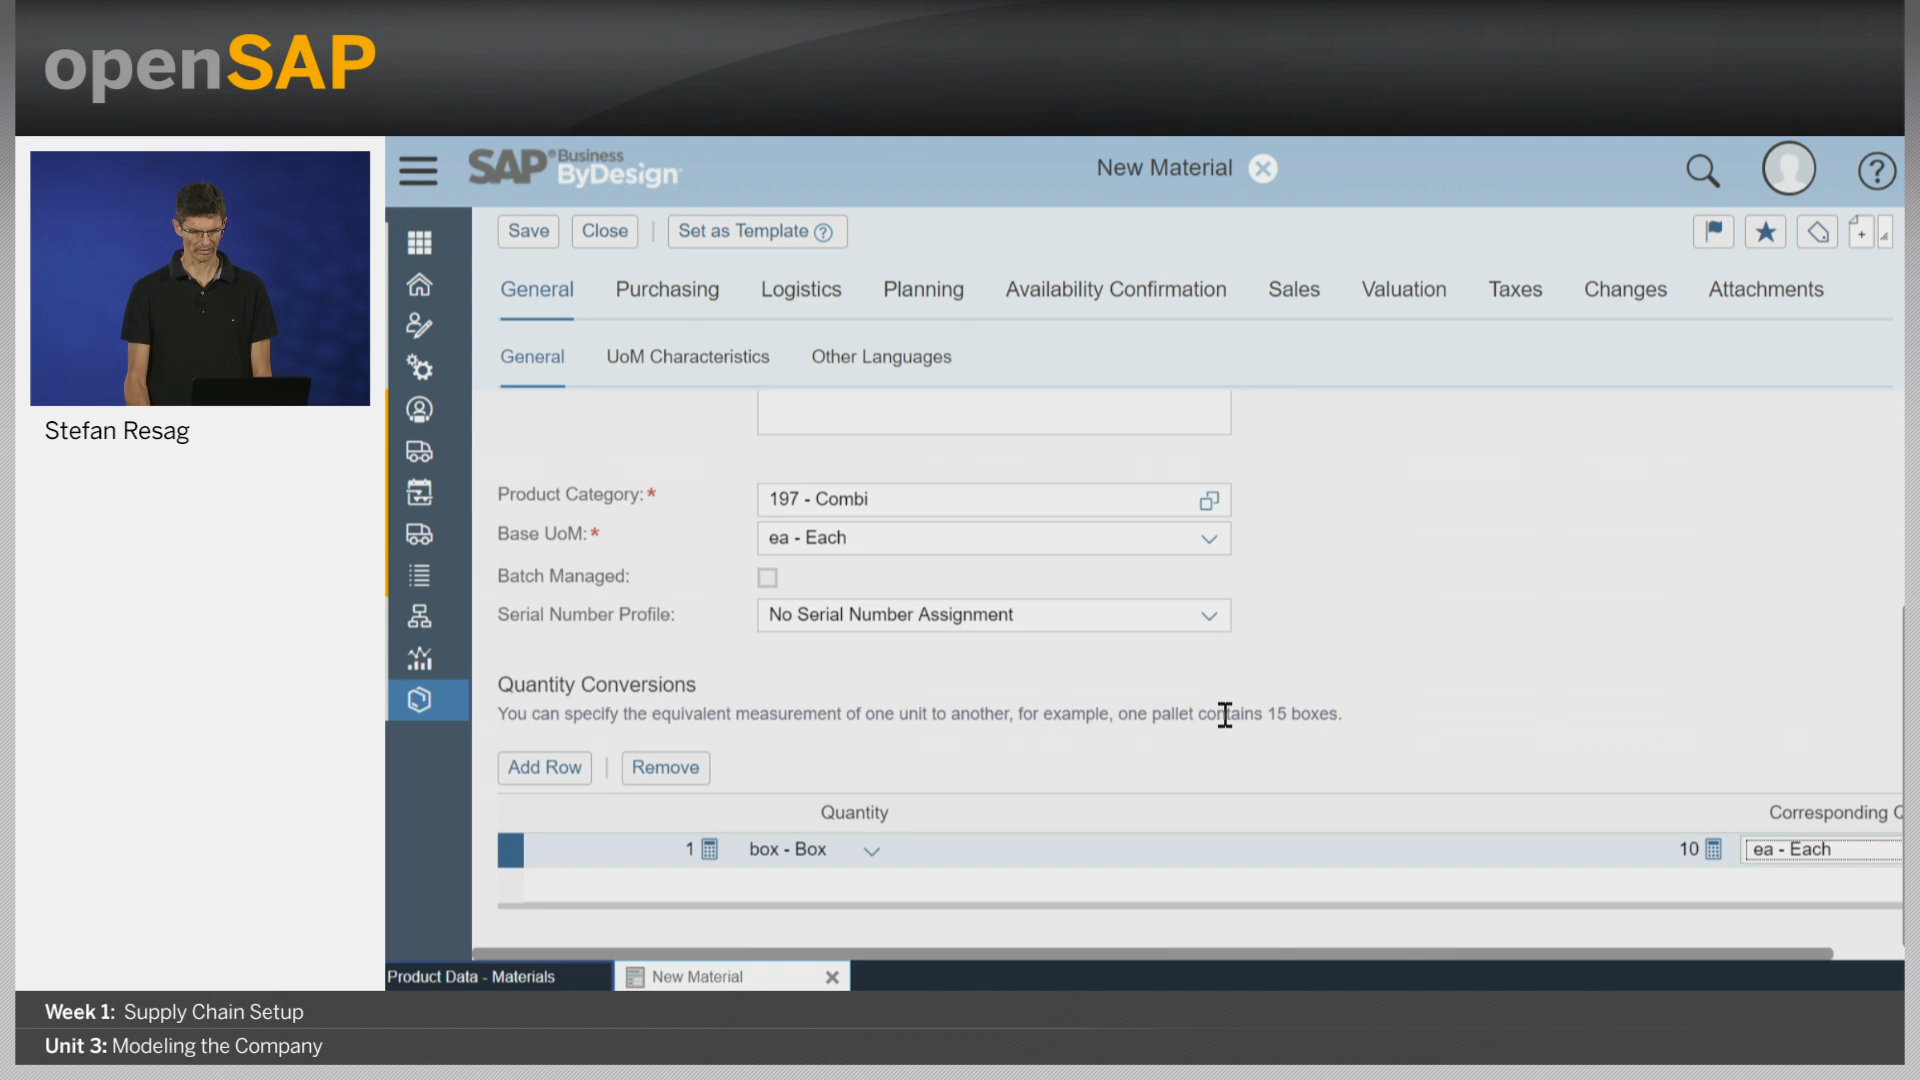 openSAP
SAP® Business ByDesign
New Material
Save
Close
Set as Template
General
Purchasing
Logistics
Planning
Availability Confirmation
Sales
Valuation
Taxes
Changes
Attachments
General
UoM Characteristics
Other Languages
Stefan Resag
Product Category:*
197 - Combi
Base UoM:*
ea - Each
Batch Managed:
Serial Number Profile:
No Serial Number Assignment
Quantity Conversions
You can specify the equivalent measurement of one unit to another, for example, one pallet contains 15 boxes.
Add Row
Remove
Quantity
Corresponding
1
box - Box
10
ea - Each
Product Data - Materials
New Material
Week 1: Supply Chain Setup
Unit 3: Modeling the Company